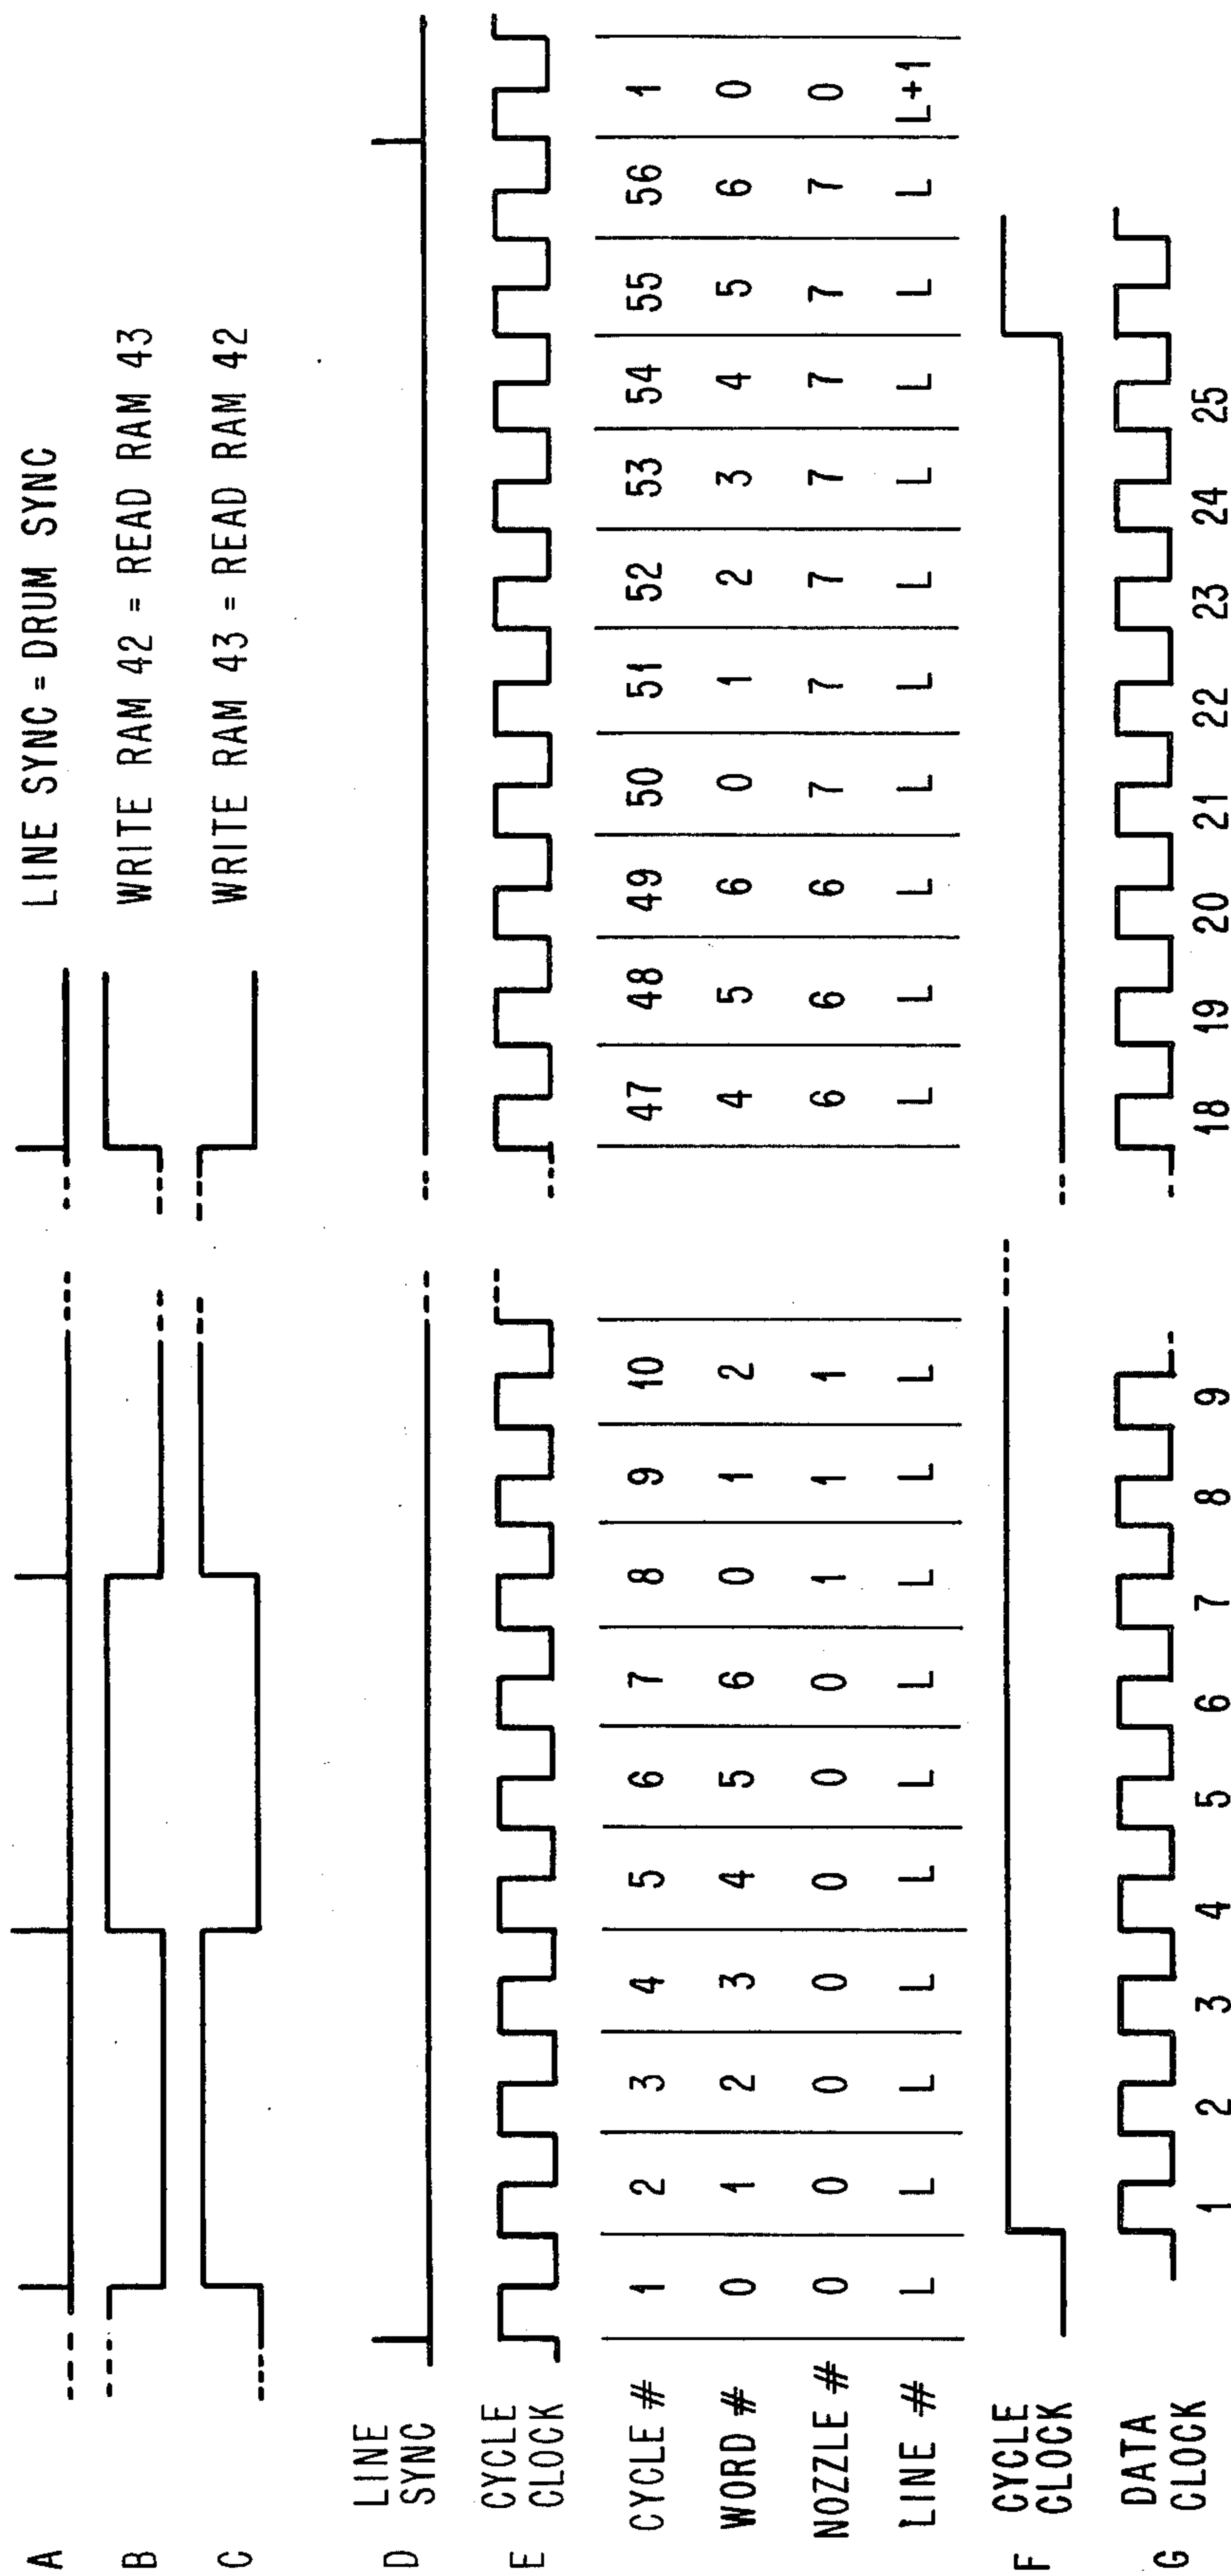 A LINE SYNC = DRUM SYNC
B WRITE RAM 42 = READ RAM 43
C WRITE RAM 43 = READ RAM 42
D LINE SYNC
E CYCLE CLOCK
CYCLE # 1 2 3 4 5 6 7 8 9 10 47 48 49 50 51 52 53 54 55 56 1
WORD # 0 1 2 3 4 5 6 0 1 2 4 5 6 0 1 2 3 4 5 6 0
NOZZLE # 0 0 0 0 0 0 0 1 1 1 6 6 6 7 7 7 7 7 7 7 0
LINE # L L L L L L L L L L L L L L L L L L L L L+1
F CYCLE CLOCK
G DATA CLOCK
1 2 3 4 5 6 7 8 9 18 19 20 21 22 23 24 25